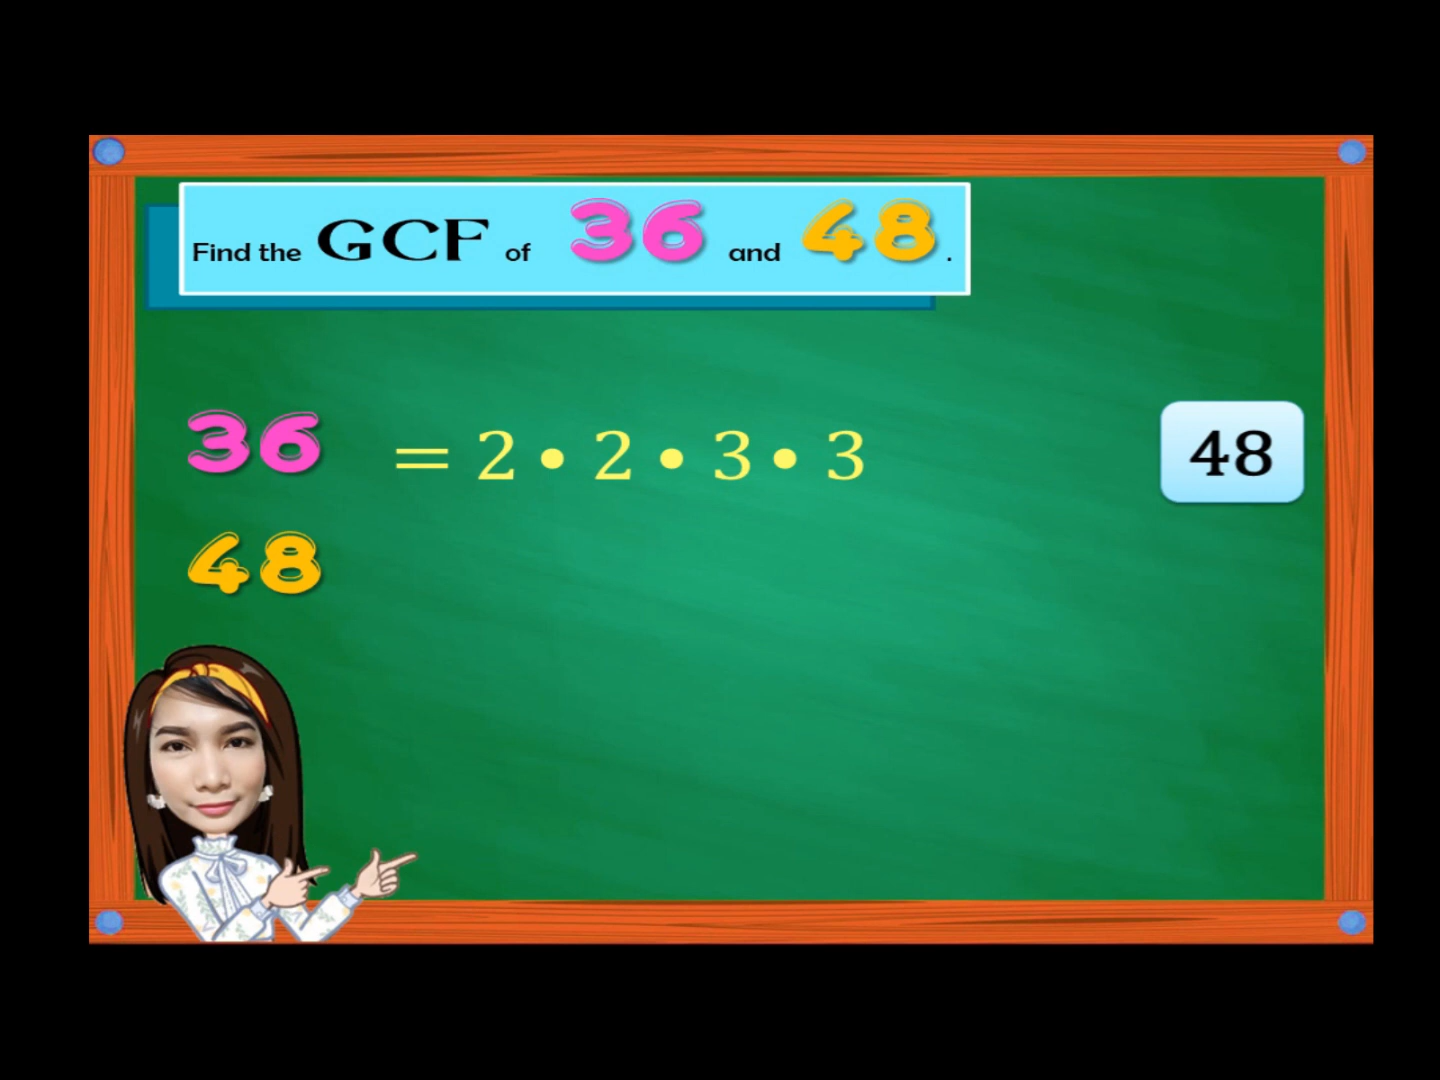 Find the GCF of 36 and 48.
36 = 2 • 2 • 3 • 3
48
48